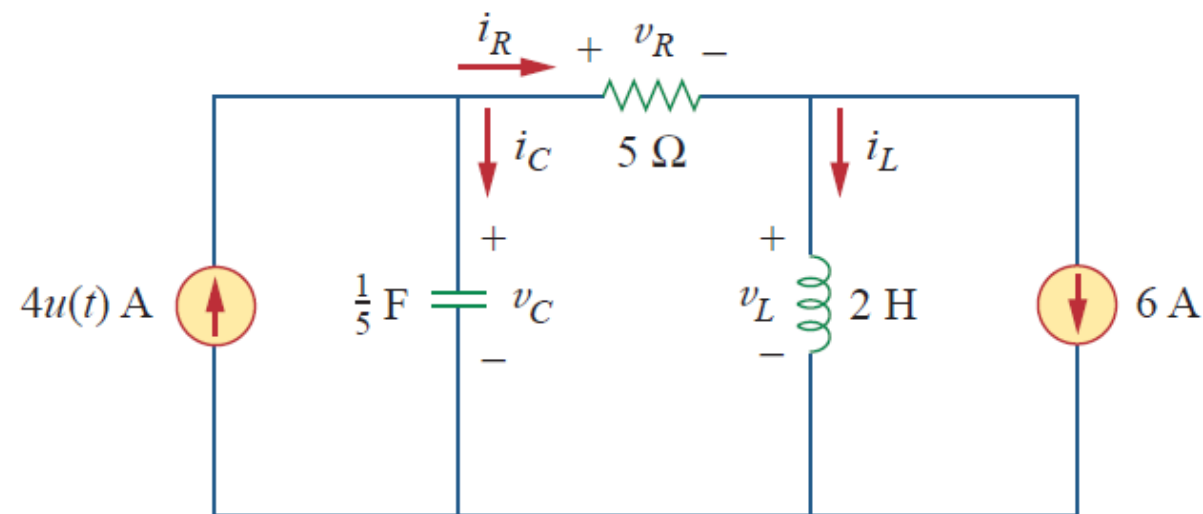 i_R + v_R −
i_C 5 Ω i_L
+ +
4u(t) A 1/5 F v_C v_L 2 H 6 A
− −